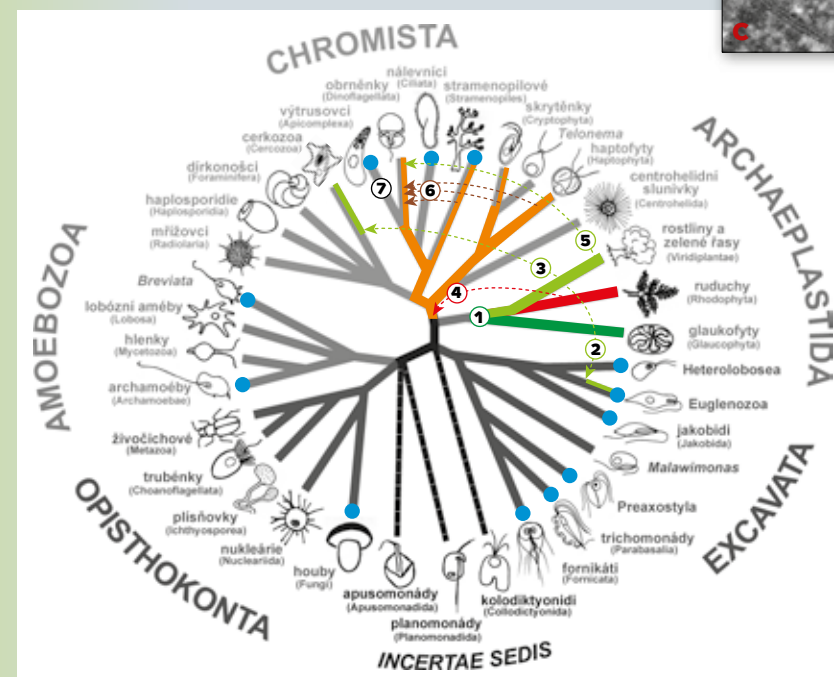 C
CHROMISTA
nálevníci
(Ciliata)
obrněnky
(Dinoflagellata)
stramenopilové
(Stramenopiles)
výtrusovci
(Apicomplexa)
skrytěnky
(Cryptophyta)
cerkozoa
(Cercozoa)
Telonema
haptofyty
(Haptophyta)
dírkonošci
(Foraminifera)
centrohelidní
slunivky
(Centrohelida)
haplosporidie
(Haplosporidia)
mřížovci
(Radiolaria)
rostliny a
zelené řasy
(Viridiplantae)
ARCHAEPLASTIDA
ruduchy
(Rhodophyta)
glaukofyty
(Glaucophyta)
7
6
5
3
4
1
2
AMOEBOZOA
Breviata
lobózní améby
(Lobosa)
hlenky
(Mycetozoa)
archamoéby
(Archamoebae)
Heterolobosea
Euglenozoa
jakobidi
(Jakobida)
Malawimonas
Preaxostyla
trichomonády
(Parabasalia)
fornikáti
(Fornicata)
EXCAVATA
živočichové
(Metazoa)
trubénky
(Choanoflagellata)
plísňovky
(Ichthyosporea)
nukleárie
(Nucleariida)
houby
(Fungi)
OPISTHOKONTA
apusomonády
(Apusomonadida)
planomonády
(Planomonadida)
kolodiktyonidi
(Collodictyonida)
INCERTAE SEDIS